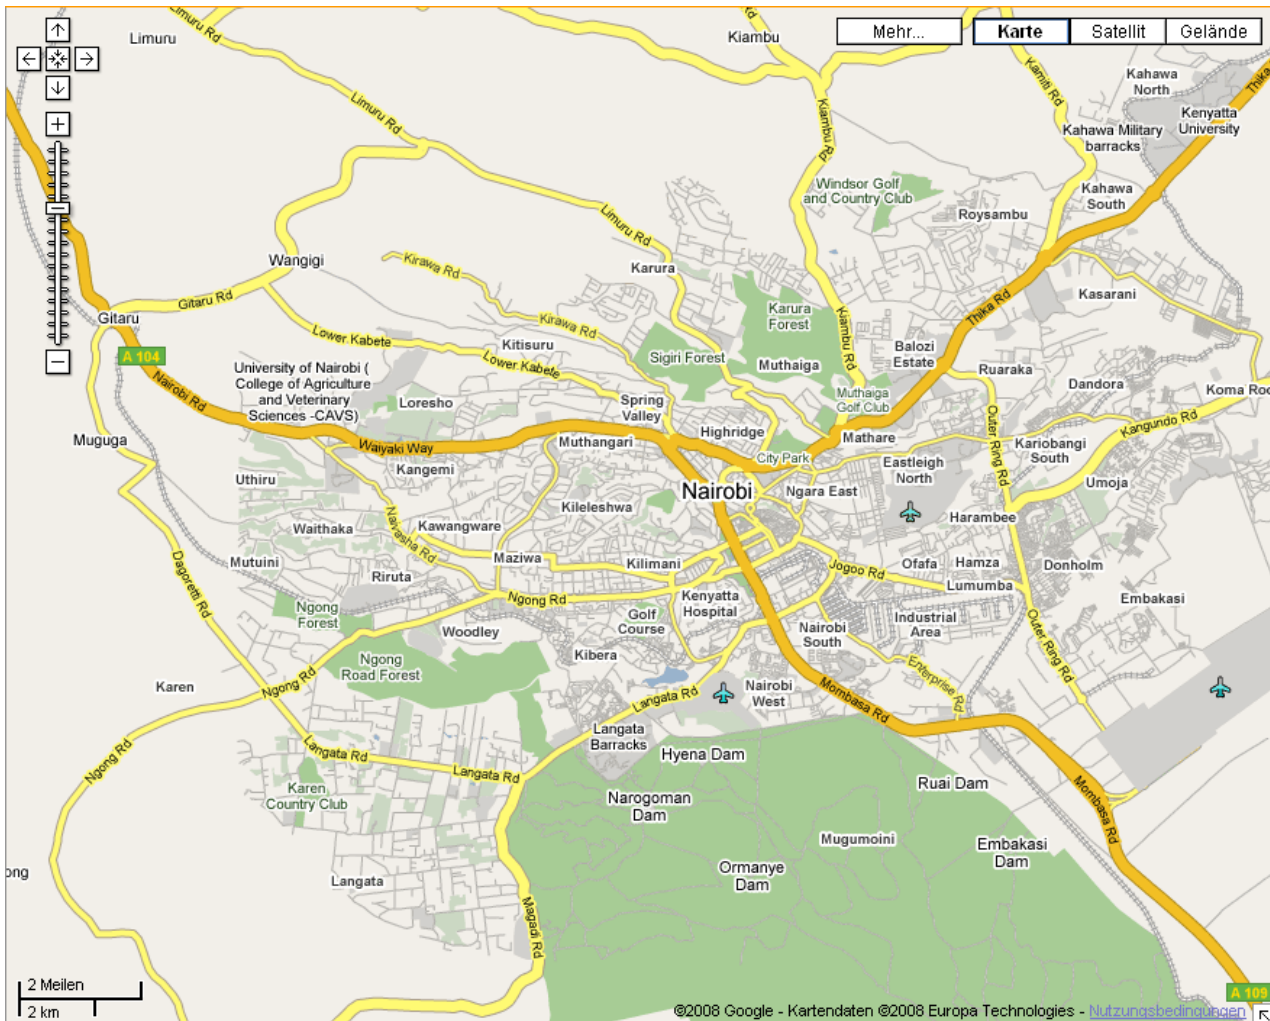 Limuru
Limuru Rd
Kiambu
Rd
Mehr...
Karte
Satellit
Gelände
Kahawa
North
Kamiti Rd
Thika
Kenyatta
University
Kahawa Military
barracks
Limuru Rd
Kiambu Rd
Windsor Golf
and Country Club
Kahawa
South
Roysambu
Limuru Rd
Wangigi
Kirawa Rd
Karura
Gitaru Rd
Gitaru
Kasarani
Thika Rd
Karura
Forest
Kiambu Rd
Kirawa Rd
Lower Kabete
Kitisuru
Sigiri Forest
Balozi
Estate
A 104
Lower Kabete
Muthaiga
Ruaraka
University of Nairobi (
College of Agriculture
and Veterinary
Sciences -CAVS)
Nairobi Rd
Loresho
Spring
Valley
Muthaiga
Golf Club
Dandora
Koma Roc
Kangundo Rd
Outer Ring Rd
Muguga
Waiyaki Way
Muthangari
Highridge
Mathare
Kariobangi
South
City Park
Kangemi
Eastleigh
North
Uthiru
Nairobi
Ngara East
Umoja
Kileleshwa
Harambee
Waithaka
Naivasha Rd
Kawangware
Mutuini
Maziwa
Kilimani
Jogoo Rd
Ofafa
Hamza
Donholm
Riruta
Lumumba
Dagoretti Rd
Ngong Rd
Kenyatta
Hospital
Embakasi
Ngong
Forest
Golf
Course
Industrial
Area
Woodley
Nairobi
South
Outer Ring Rd
Kibera
Ngong
Road Forest
Enterprise Rd
Karen
Ngong Rd
Langata Rd
Nairobi
West
Mombasa Rd
Langata
Barracks
Ngong Rd
Langata Rd
Hyena Dam
Langata Rd
Ruai Dam
Karen
Country Club
Narogoman
Dam
Mombasa Rd
Mugumoini
Embakasi
Dam
ong
Langata
Ormanye
Dam
Magadi Rd
2 Meilen
2 km
A 109
©2008 Google - Kartendaten ©2008 Europa Technologies - Nutzungsbedingungen